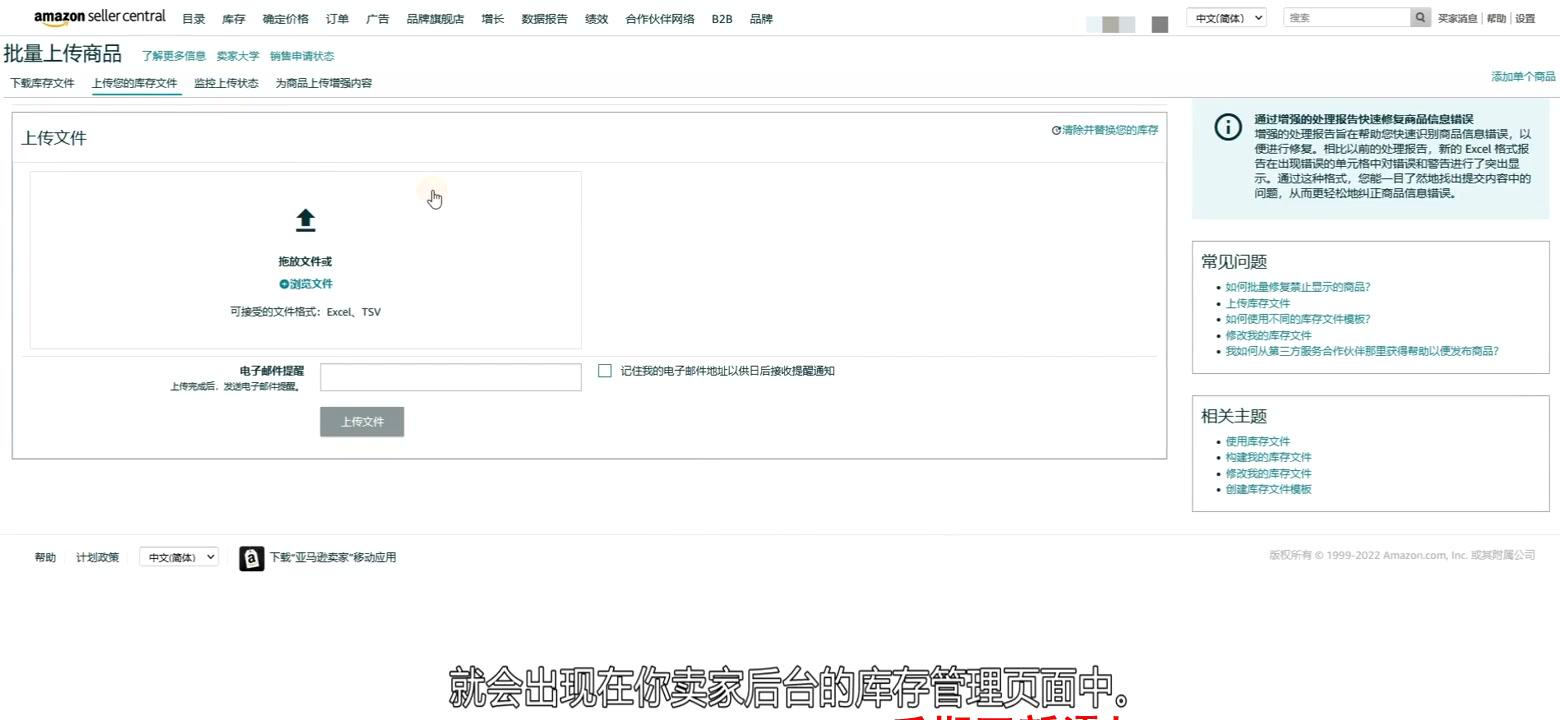 amazon seller central 目录 库存 确定价格 订单 广告 品牌旗舰店 增长 数据报告 绩效 合作伙伴网络 B2B 品牌 中文(简体) 搜索 买家消息 | 帮助 | 设置
批量上传商品 了解更多信息 卖家大学 销售申请状态
下载库存文件 上传您的库存文件 监控上传状态 为商品上传增强内容 添加单个商品
上传文件 清除并替换您的库存
拖放文件或
浏览文件
可接受的文件格式：Excel、TSV
电子邮件提醒
上传完成后，发送电子邮件提醒。
记住我的电子邮件地址以供日后接收提醒通知
上传文件
通过增强的处理报告快速修复商品信息错误
增强的处理报告旨在帮助您快速识别商品信息错误，以
便进行修复。相比以前的处理报告，新的 Excel 格式报
告在出现错误的单元格中对错误和警告进行了突出显
示。通过这种格式，您能一目了然地找出提交内容中的
问题，从而更轻松地纠正商品信息错误。
常见问题
如何批量修复禁止显示的商品?
上传库存文件
如何使用不同的库存文件模板?
修改我的库存文件
我如何从第三方服务合作伙伴那里获得帮助以便发布商品?
相关主题
使用库存文件
构建我的库存文件
修改我的库存文件
创建库存文件模板
帮助 计划政策 中文(简体) a 下载“亚马逊卖家”移动应用
版权所有 © 1999-2022 Amazon.com, Inc. 或其附属公司
就会出现在你卖家后台的库存管理页面中。